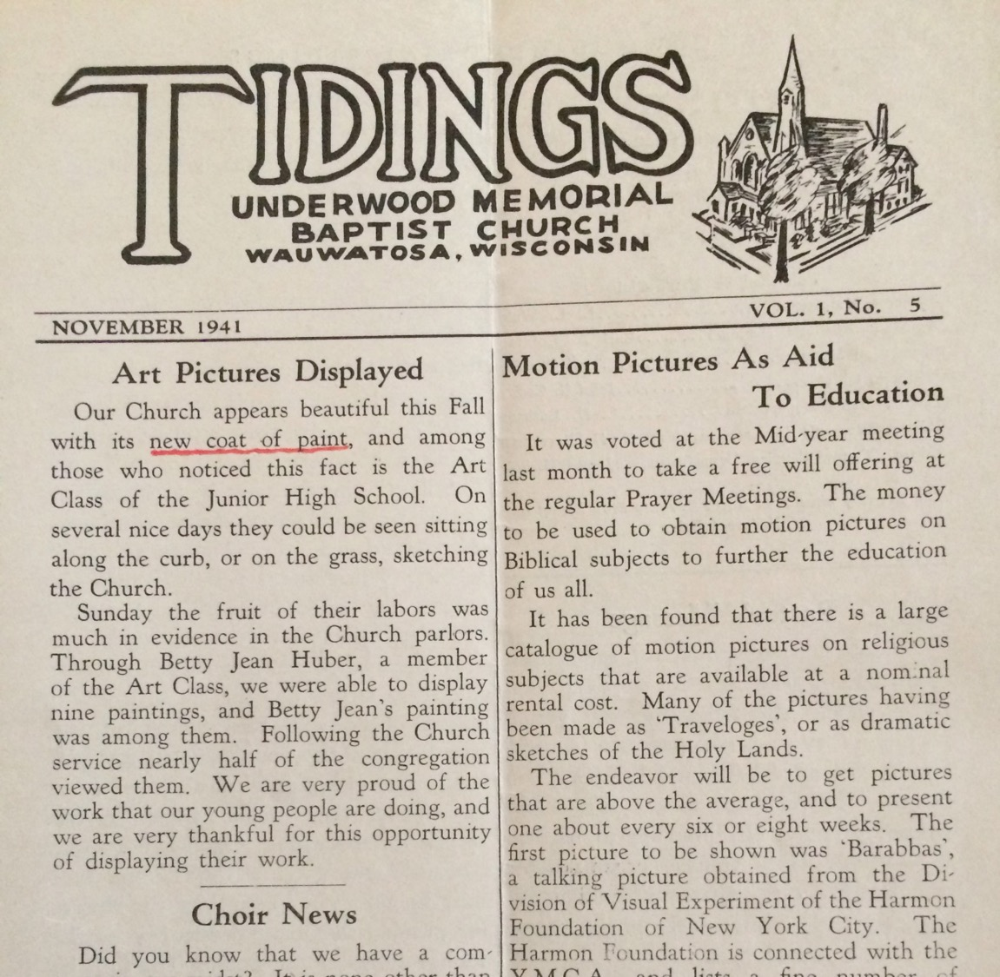 TIDINGS
UNDERWOOD MEMORIAL
BAPTIST CHURCH
WAUWATOSA, WISCONSIN
NOVEMBER 1941
VOL. 1, No. 5
Art Pictures Displayed
Our Church appears beautiful this Fall
with its new coat of paint, and among
those who noticed this fact is the Art
Class of the Junior High School. On
several nice days they could be seen sitting
along the curb, or on the grass, sketching
the Church.
Sunday the fruit of their labors was
much in evidence in the Church parlors.
Through Betty Jean Huber, a member
of the Art Class, we were able to display
nine paintings, and Betty Jean's painting
was among them. Following the Church
service nearly half of the congregation
viewed them. We are very proud of the
work that our young people are doing, and
we are very thankful for this opportunity
of displaying their work.
Choir News
Did you know that we have a com-
It is none other than
Motion Pictures As Aid
To Education
It was voted at the Mid-year meeting
last month to take a free will offering at
the regular Prayer Meetings. The money
to be used to obtain motion pictures on
Biblical subjects to further the education
of us all.
It has been found that there is a large
catalogue of motion pictures on religious
subjects that are available at a nominal
rental cost. Many of the pictures having
been made as 'Traveloges', or as dramatic
sketches of the Holy Lands.
The endeavor will be to get pictures
that are above the average, and to present
one about every six or eight weeks. The
first picture to be shown was 'Barabbas',
a talking picture obtained from the Di-
vision of Visual Experiment of the Harmon
Foundation of New York City. The
Harmon Foundation is connected with the
Y.M.C.A. and lists a fine number of